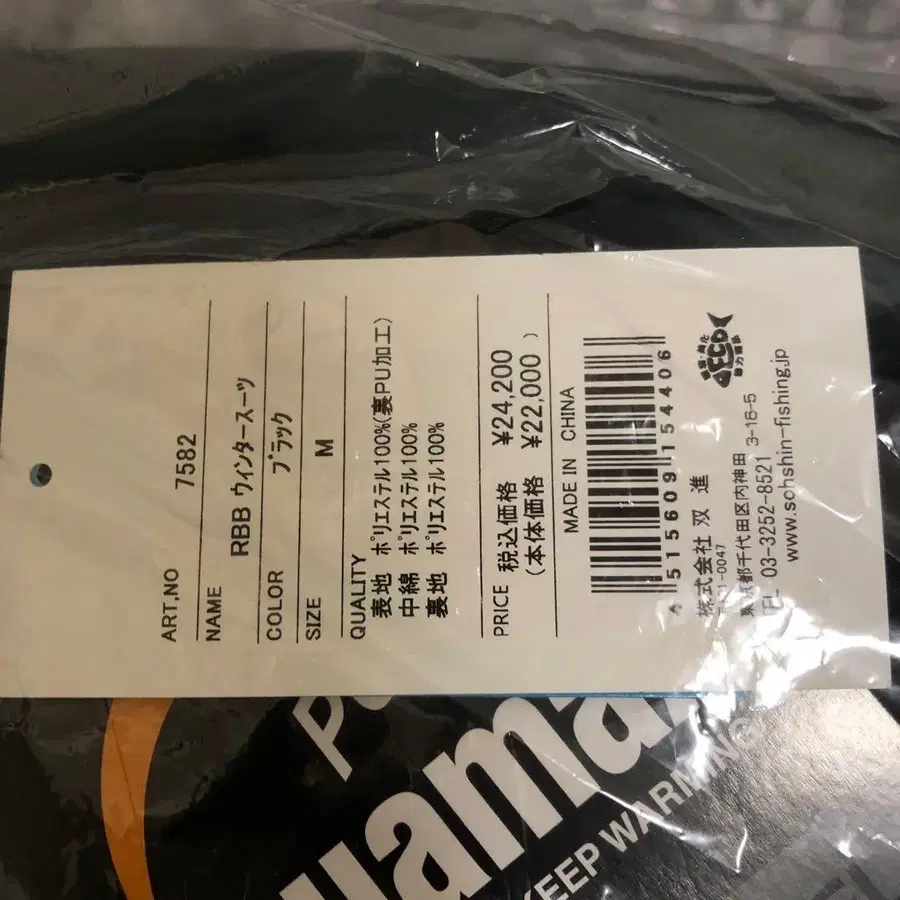 ART,NO 7582
NAME RBB ウィンタースーツ
COLOR ブラック
SIZE M
QUALITY
表地 ポリエステル100%(裏PU加工)
中綿 ポリエステル100%
裏地 ポリエステル100%
PRICE 税込価格 ¥24,200
(本体価格 ¥22,000 )
MADE IN CHINA
4 515609 154406
ECO
株式会社 双 進
101-0047
東京都千代田区内神田 3-16-5
TEL 03-3252-8521
www.sohshin-fishing.jp
KEEP WARMING